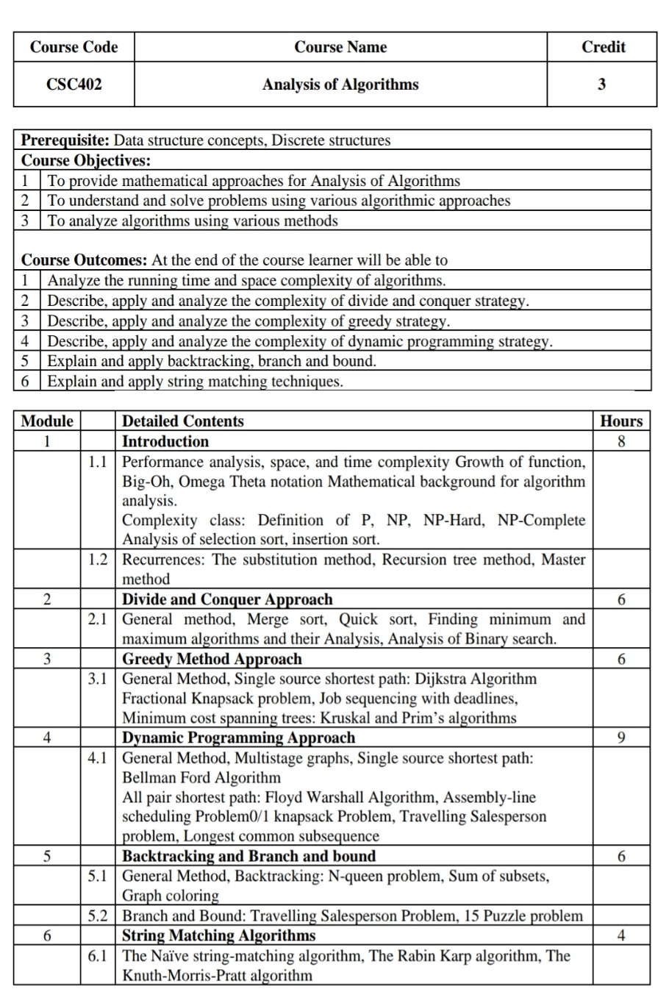 Course Code Course Name Credit
CSC402 Analysis of Algorithms 3
Prerequisite: Data structure concepts, Discrete structures
Course Objectives:
1 To provide mathematical approaches for Analysis of Algorithms
2 To understand and solve problems using various algorithmic approaches
3 To analyze algorithms using various methods
Course Outcomes: At the end of the course learner will be able to
1 Analyze the running time and space complexity of algorithms.
2 Describe, apply and analyze the complexity of divide and conquer strategy.
3 Describe, apply and analyze the complexity of greedy strategy.
4 Describe, apply and analyze the complexity of dynamic programming strategy.
5 Explain and apply backtracking, branch and bound.
6 Explain and apply string matching techniques.
Module Detailed Contents Hours
1 Introduction 8
1.1 Performance analysis, space, and time complexity Growth of function,
Big-Oh, Omega Theta notation Mathematical background for algorithm
analysis.
Complexity class: Definition of P, NP, NP-Hard, NP-Complete
Analysis of selection sort, insertion sort.
1.2 Recurrences: The substitution method, Recursion tree method, Master
method
2 Divide and Conquer Approach 6
2.1 General method, Merge sort, Quick sort, Finding minimum and
maximum algorithms and their Analysis, Analysis of Binary search.
3 Greedy Method Approach 6
3.1 General Method, Single source shortest path: Dijkstra Algorithm
Fractional Knapsack problem, Job sequencing with deadlines,
Minimum cost spanning trees: Kruskal and Prim’s algorithms
4 Dynamic Programming Approach 9
4.1 General Method, Multistage graphs, Single source shortest path:
Bellman Ford Algorithm
All pair shortest path: Floyd Warshall Algorithm, Assembly-line
scheduling Problem0/1 knapsack Problem, Travelling Salesperson
problem, Longest common subsequence
5 Backtracking and Branch and bound 6
5.1 General Method, Backtracking: N-queen problem, Sum of subsets,
Graph coloring
5.2 Branch and Bound: Travelling Salesperson Problem, 15 Puzzle problem
6 String Matching Algorithms 4
6.1 The Naïve string-matching algorithm, The Rabin Karp algorithm, The
Knuth-Morris-Pratt algorithm